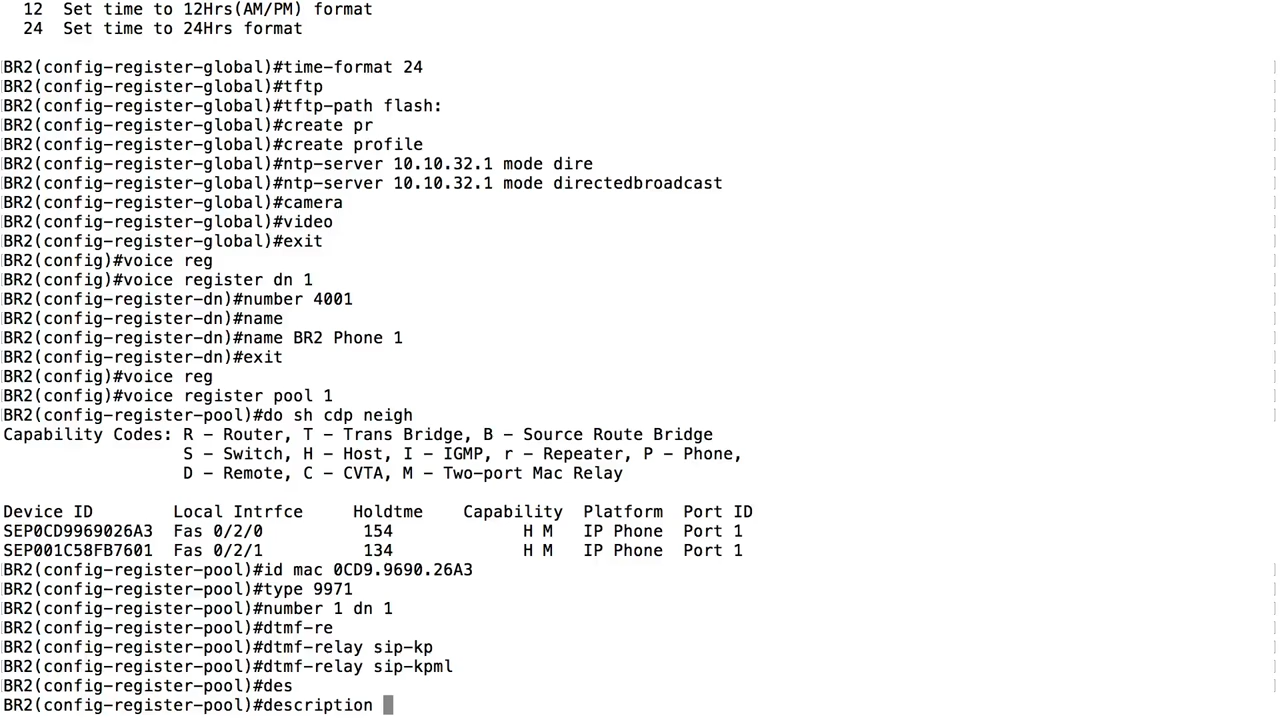 12  Set time to 12Hrs(AM/PM) format
24  Set time to 24Hrs format
BR2(config-register-global)#time-format 24
BR2(config-register-global)#tftp
BR2(config-register-global)#tftp-path flash:
BR2(config-register-global)#create pr
BR2(config-register-global)#create profile
BR2(config-register-global)#ntp-server 10.10.32.1 mode dire
BR2(config-register-global)#ntp-server 10.10.32.1 mode directedbroadcast
BR2(config-register-global)#camera
BR2(config-register-global)#video
BR2(config-register-global)#exit
BR2(config)#voice reg
BR2(config)#voice register dn 1
BR2(config-register-dn)#number 4001
BR2(config-register-dn)#name
BR2(config-register-dn)#name BR2 Phone 1
BR2(config-register-dn)#exit
BR2(config)#voice reg
BR2(config)#voice register pool 1
BR2(config-register-pool)#do sh cdp neigh
Capability Codes: R - Router, T - Trans Bridge, B - Source Route Bridge
S - Switch, H - Host, I - IGMP, r - Repeater, P - Phone,
D - Remote, C - CVTA, M - Two-port Mac Relay
Device ID        Local Intrfce     Holdtme    Capability  Platform  Port ID
SEP0CD9969026A3  Fas 0/2/0          154             H M   IP Phone  Port 1
SEP001C58FB7601  Fas 0/2/1          134             H M   IP Phone  Port 1
BR2(config-register-pool)#id mac 0CD9.9690.26A3
BR2(config-register-pool)#type 9971
BR2(config-register-pool)#number 1 dn 1
BR2(config-register-pool)#dtmf-re
BR2(config-register-pool)#dtmf-relay sip-kp
BR2(config-register-pool)#dtmf-relay sip-kpml
BR2(config-register-pool)#des
BR2(config-register-pool)#description